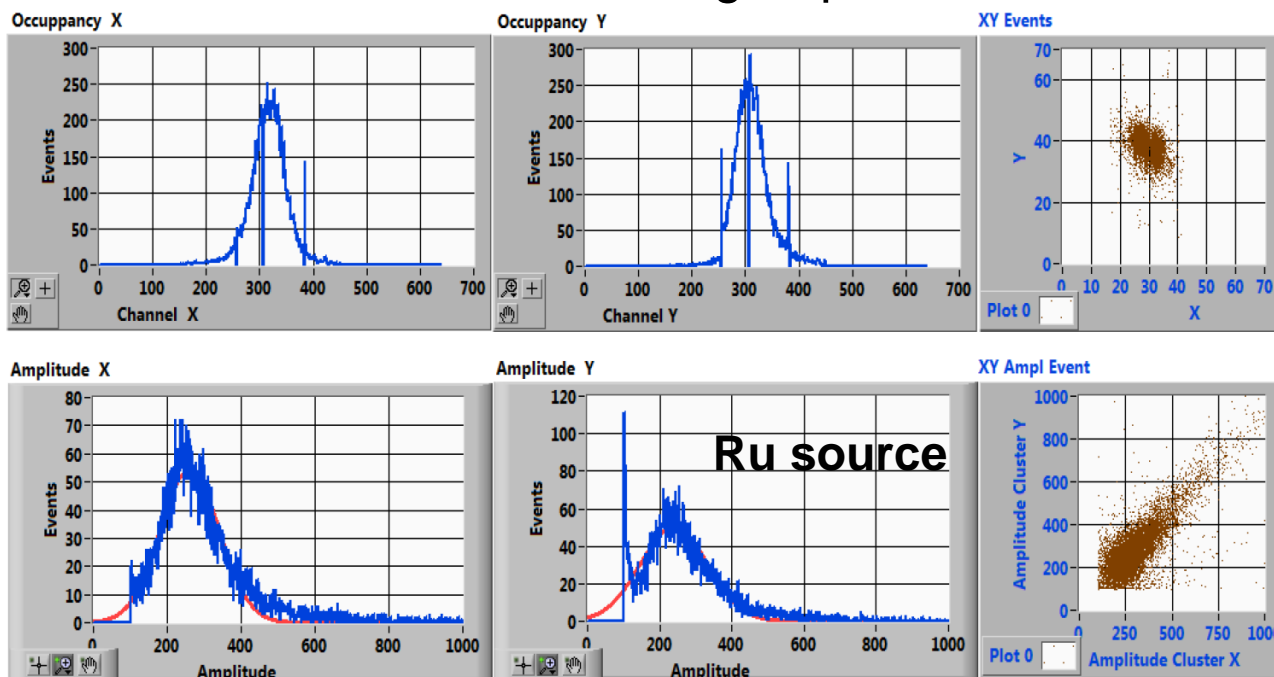 Occupancy X
Events
300
250
200
150
100
50
0
0 100 200 300 400 500 600 700
Channel X
Occupancy Y
Events
300
250
200
150
100
50
0
0 100 200 300 400 500 600 700
Channel Y
XY Events
Y
70
60
40
20
0
0 10 20 30 40 50 60 70
Plot 0
X
Amplitude X
Events
80
70
60
50
40
30
20
10
0
0 200 400 600 800 1000
Amplitude
Amplitude Y
Events
120
100
80
60
40
20
0
Ru source
0 200 400 600 800 1000
Amplitude
XY Ampl Event
Amplitude Cluster Y
1000
800
600
400
200
0
0 250 500 750 1000
Plot 0
Amplitude Cluster X